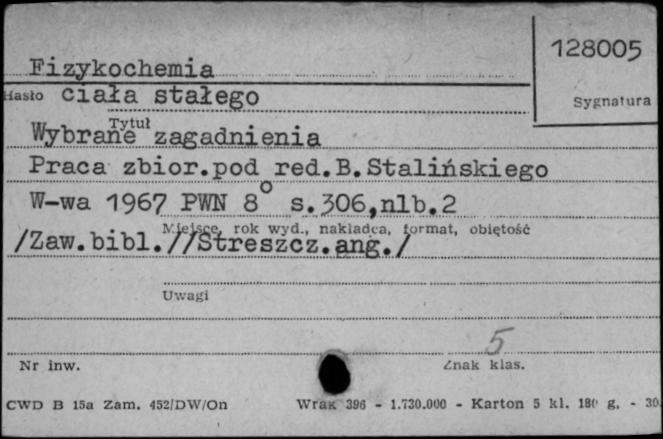 Fizykochemia
128005
Hasło ciała stałego
Sygnatura
Tytuł
Wybrane zagadnienia
Praca zbior.pod red.B.Stalińskiego
W-wa 1967 PWN 8° s.306,nlb.2
Miejsce, rok wyd., nakładca, format, objętość
/Zaw.bibl.//Streszcz.ang./
Uwagi
5
Nr inw.
Znak klas.
CWD B 15a Zam. 452/DW/On Wrak 396 - 1.730.000 - Karton 5 kl. 180 g. - 30.